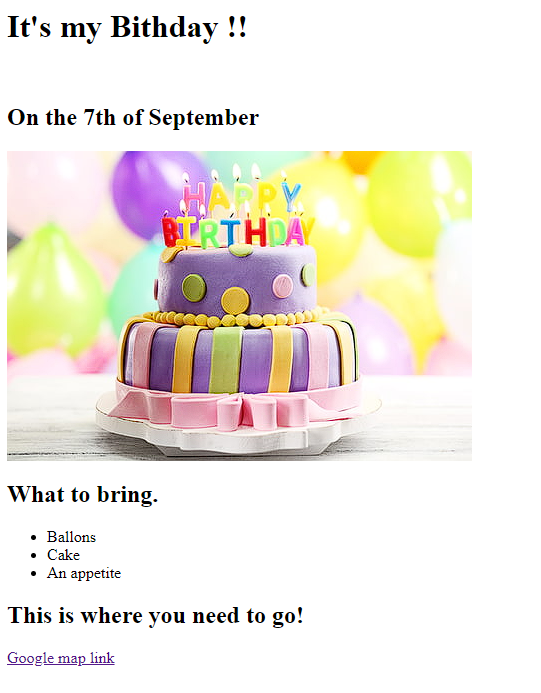 It's my Bithday !!
On the 7th of September
HAPPY
BIRTHDAY
What to bring.
Ballons
Cake
An appetite
This is where you need to go!
Google map link